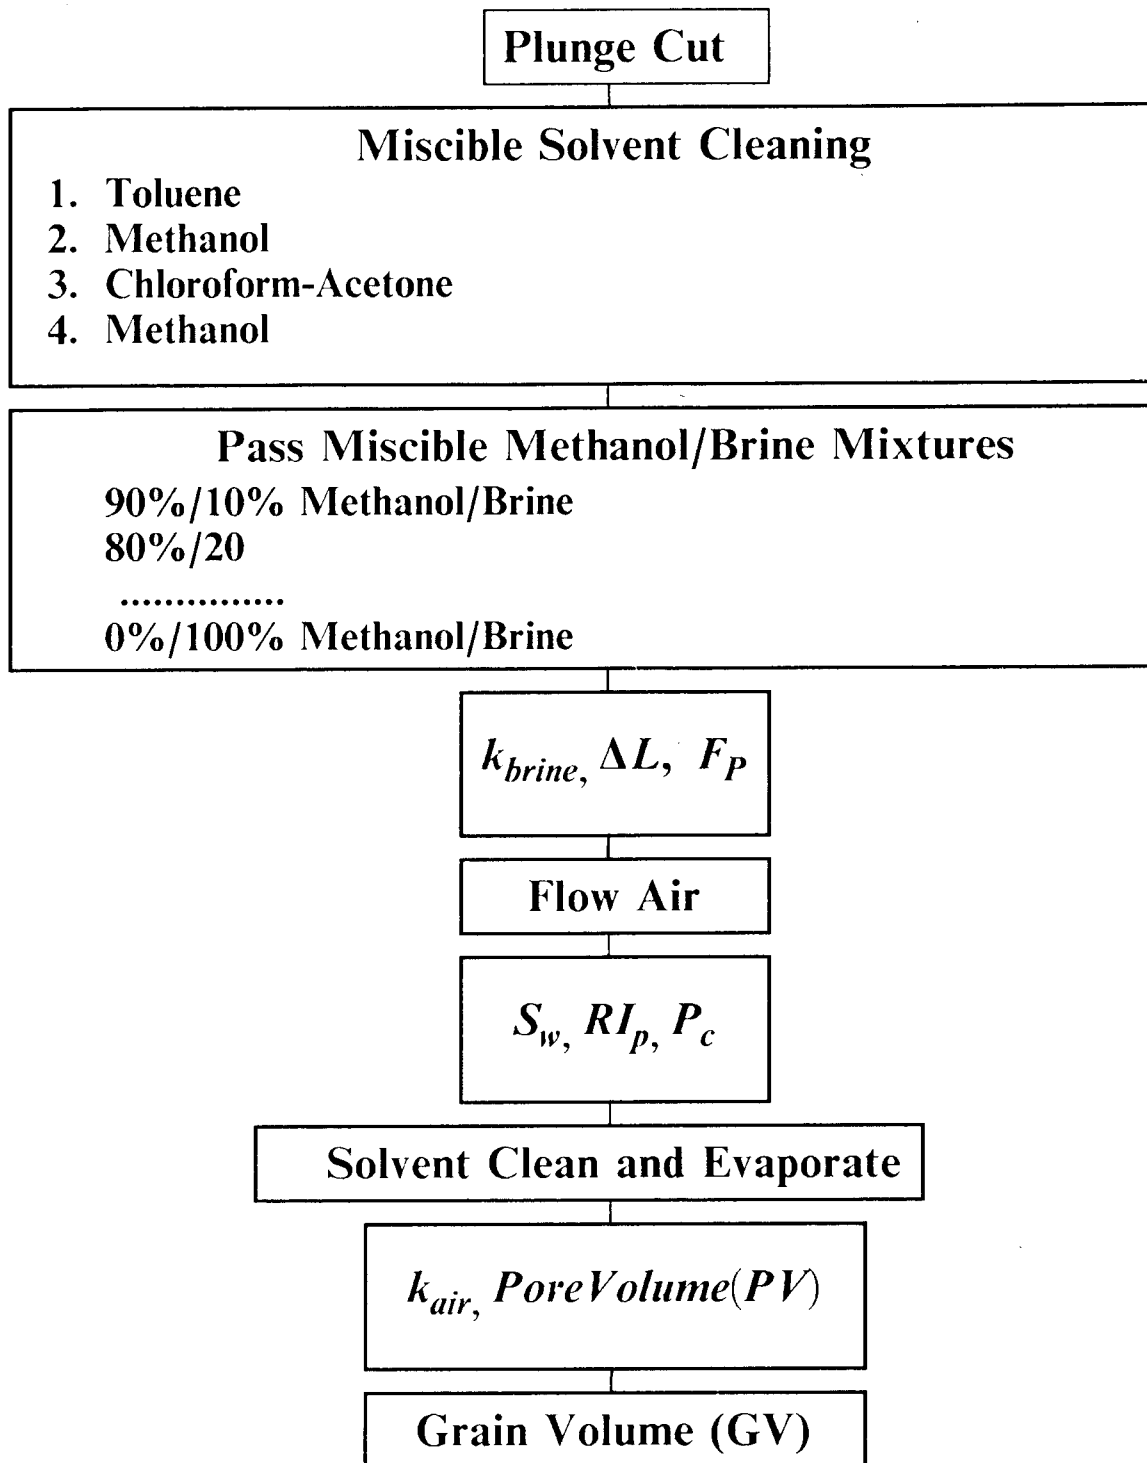 Plunge Cut
Miscible Solvent Cleaning
1. Toluene
2. Methanol
3. Chloroform-Acetone
4. Methanol
Pass Miscible Methanol/Brine Mixtures
90%/10% Methanol/Brine
80%/20
...............
0%/100% Methanol/Brine
k_brine, ΔL, F_P
Flow Air
S_w, RI_p, P_c
Solvent Clean and Evaporate
k_air, PoreVolume(PV)
Grain Volume (GV)